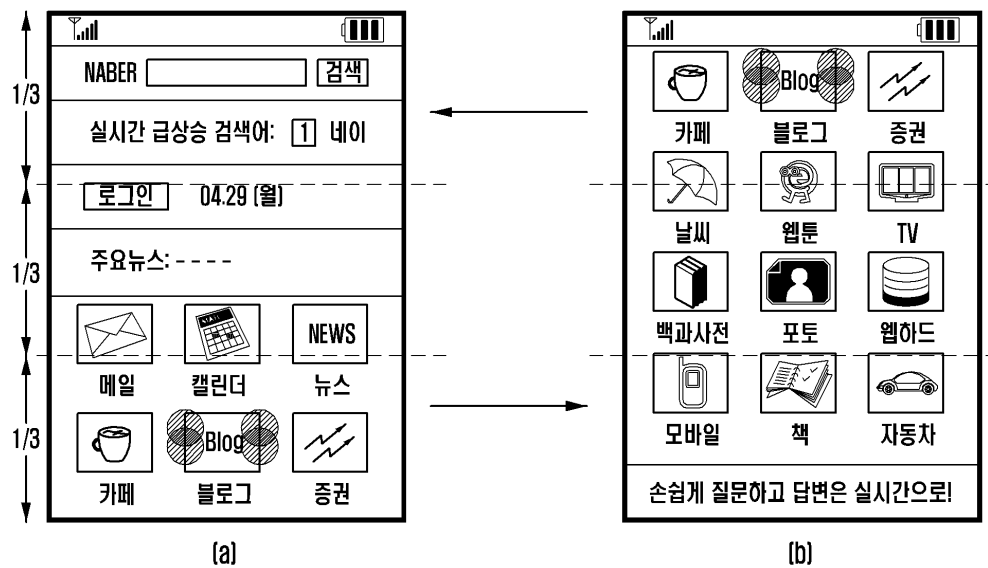 NABER 검색
실시간 급상승 검색어: 1 네이
로그인 04.29 (월)
주요뉴스: - - - -
NEWS
메일 캘린더 뉴스
Blog
카페 블로그 증권
1/3
1/3
1/3
(a)
Blog
카페 블로그 증권
날씨 웹툰 TV
백과사전 포토 웹하드
모바일 책 자동차
손쉽게 질문하고 답변은 실시간으로!
(b)